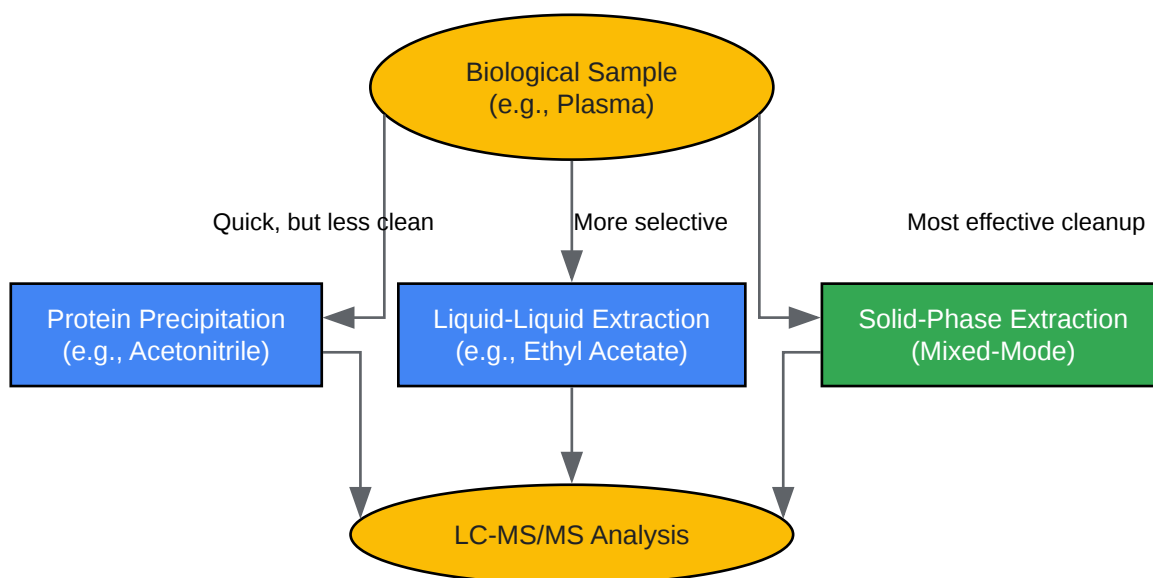 Biological Sample
(e.g., Plasma)
Quick, but less clean
More selective
Most effective cleanup
Protein Precipitation
(e.g., Acetonitrile)
Liquid-Liquid Extraction
(e.g., Ethyl Acetate)
Solid-Phase Extraction
(Mixed-Mode)
LC-MS/MS Analysis